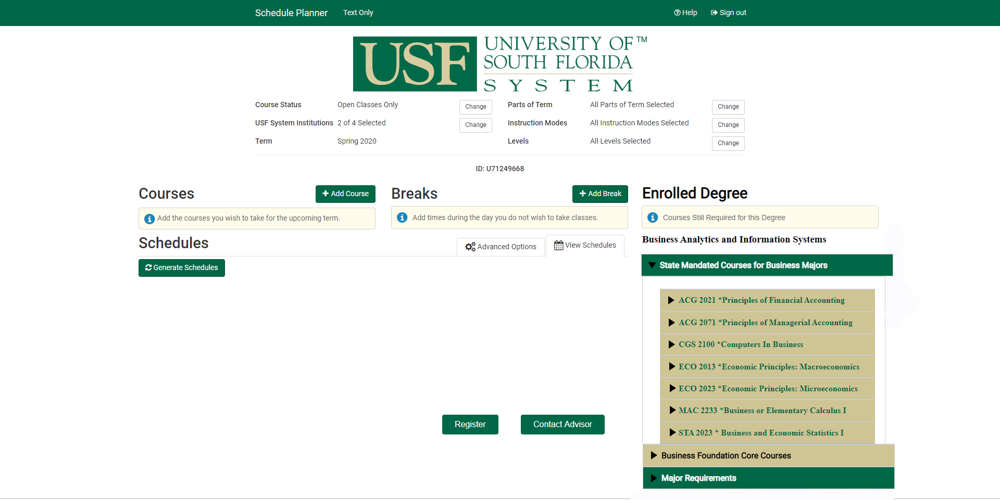 Schedule Planner Text Only Help Sign out
USF UNIVERSITY OF™
SOUTH FLORIDA
SYSTEM
Course Status Open Classes Only Change Parts of Term All Parts of Term Selected Change
USF System Institutions 2 of 4 Selected Change Instruction Modes All Instruction Modes Selected Change
Term Spring 2020 Levels All Levels Selected Change
ID: U71249668
Courses + Add Course Breaks + Add Break Enrolled Degree
Add the courses you wish to take for the upcoming term. Add times during the day you do not wish to take classes. Courses Still Required for this Degree
Schedules Advanced Options View Schedules Business Analytics and Information Systems
Generate Schedules State Mandated Courses for Business Majors
ACG 2021 *Principles of Financial Accounting
ACG 2071 *Principles of Managerial Accounting
CGS 2100 *Computers In Business
ECO 2013 *Economic Principles: Macroeconomics
ECO 2023 *Economic Principles: Microeconomics
MAC 2233 *Business or Elementary Calculus I
Register Contact Advisor STA 2023 * Business and Economic Statistics I
Business Foundation Core Courses
Major Requirements